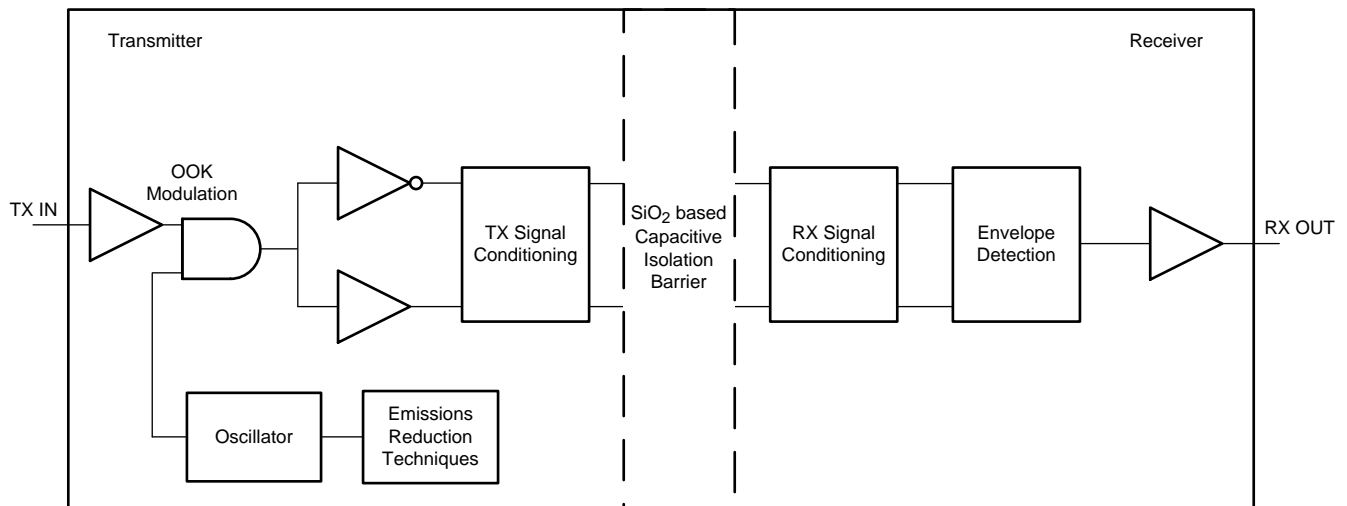 Transmitter
Receiver
OOK
Modulation
TX IN
TX Signal
Conditioning
SiO2 based
Capacitive
Isolation
Barrier
RX Signal
Conditioning
Envelope
Detection
RX OUT
Oscillator
Emissions
Reduction
Techniques